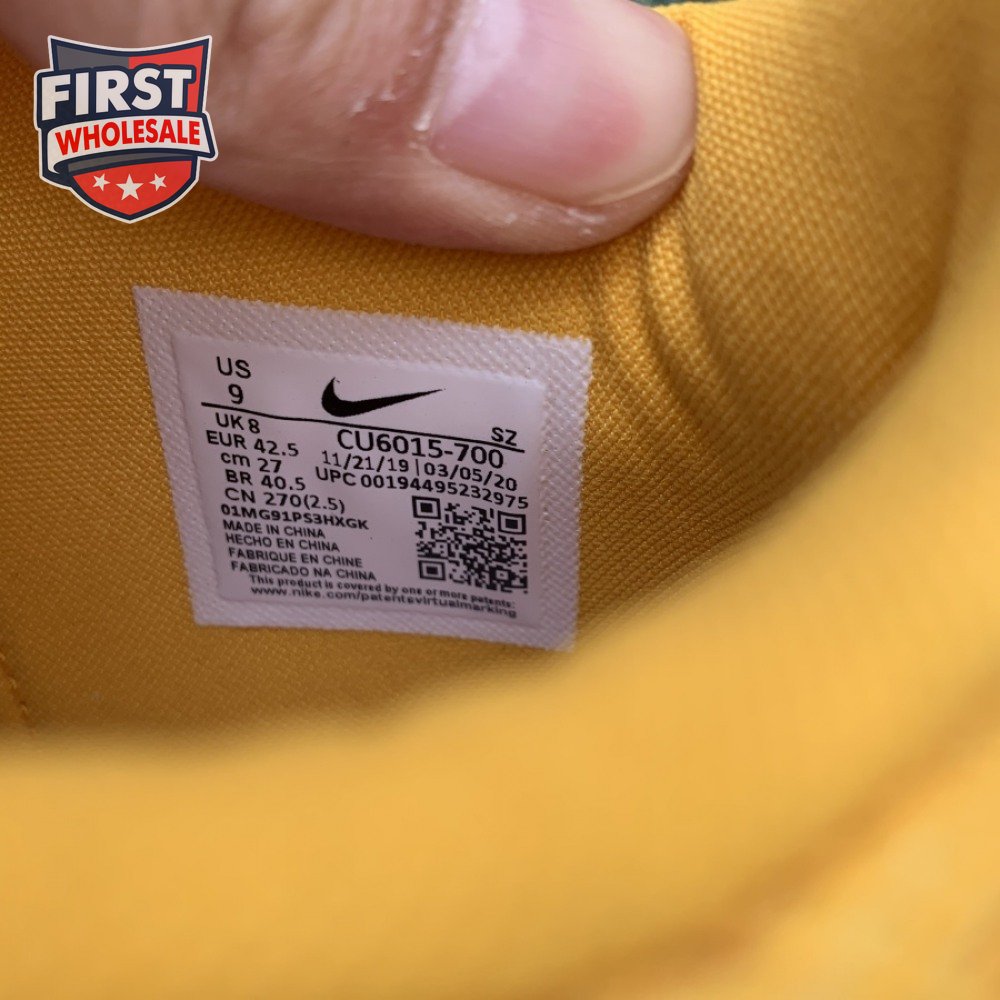 FIRST
WHOLESALE
US
9
SZ
UK 8
CU6015-700
EUR 42.5
11/21/19 | 03/05/20
cm 27
UPC 00194495232975
BR 40.5
CN 270(2.5)
01MG91PS3HXGK
MADE IN CHINA
HECHO EN CHINA
FABRIQUE EN CHINE
FABRICADO NA CHINA
This product is covered by one or more patents:
www.nike.com/patentsvirtualmarking